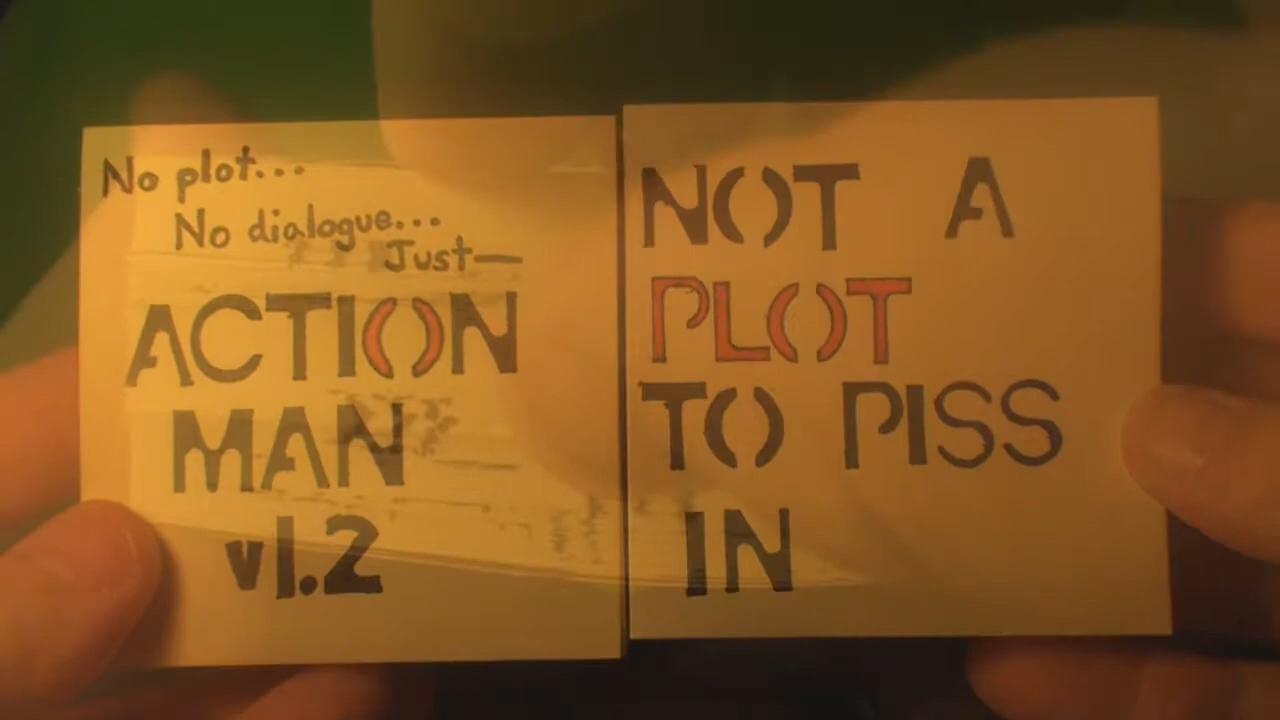 No plot...
No dialogue...
Just—
ACTION
MAN
v1.2
NOT A
PLOT
TO PISS
IN